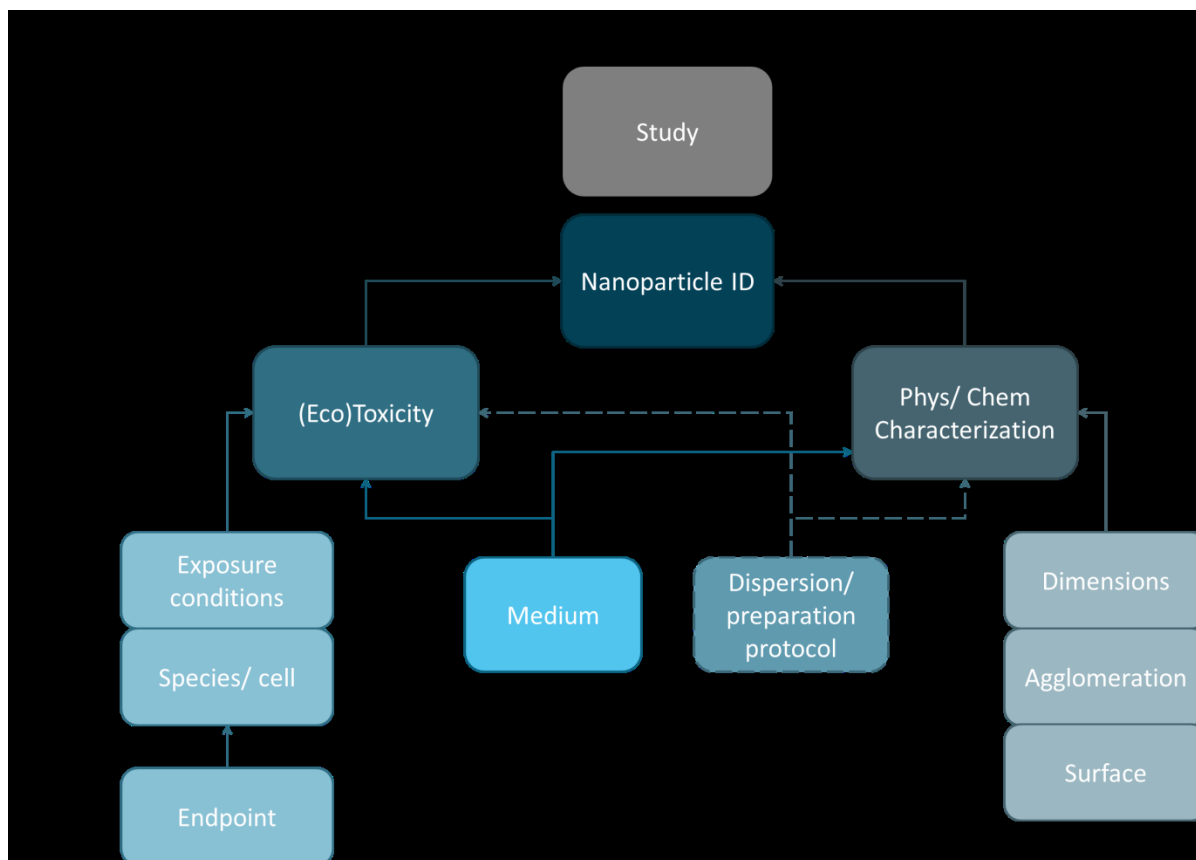 Study
Nanoparticle ID
(Eco)Toxicity
Phys/ Chem
Characterization
Exposure
conditions
Species/ cell
Endpoint
Medium
Dispersion/
preparation
protocol
Dimensions
Agglomeration
Surface